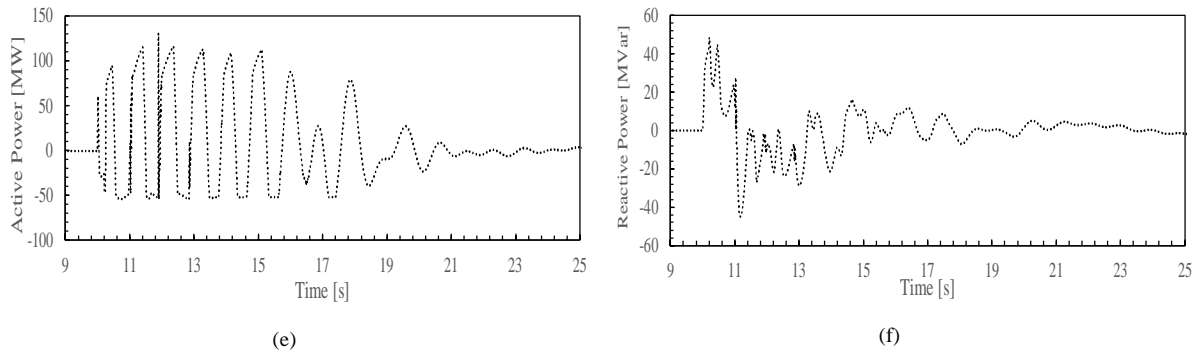 150
100
50
0
-50
-100
Active Power [MW]
9 11 13 15 17 19 21 23 25
Time [s]
(e)
60
40
20
0
-20
-40
-60
Reactive Power [MVar]
9 11 13 15 17 19 21 23 25
Time [s]
(f)